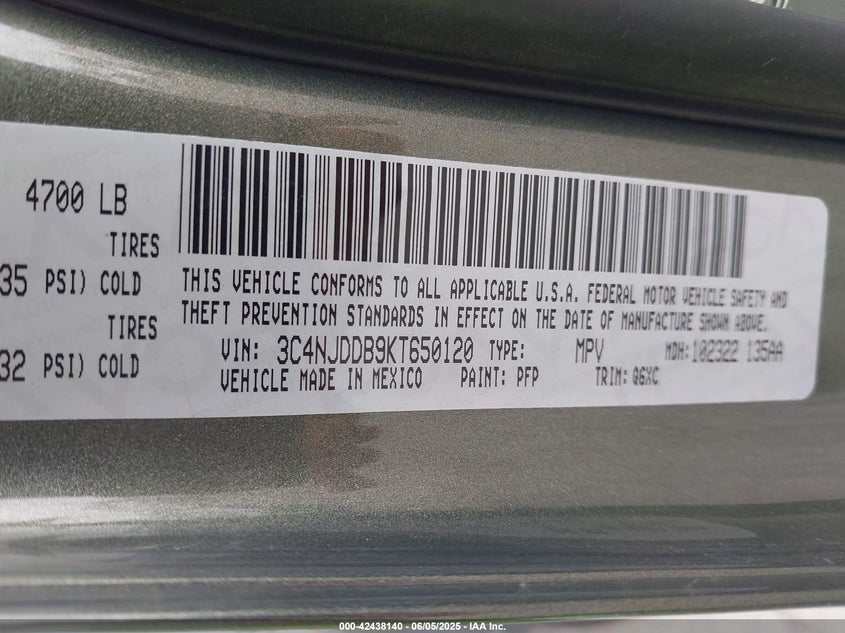 4700 LB
TIRES
35 PSI) COLD
TIRES
32 PSI) COLD
THIS VEHICLE CONFORMS TO ALL APPLICABLE U.S.A. FEDERAL MOTOR VEHICLE SAFETY AND
THEFT PREVENTION STANDARDS IN EFFECT ON THE DATE OF MANUFACTURE SHOWN ABOVE.
VIN: 3C4NJDDB9KT650120 TYPE: MPV MDH:102322 135AA
VEHICLE MADE IN MEXICO PAINT: PFP TRIM: Q6XC
000-42438140 - 06/05/2025 - IAA Inc.